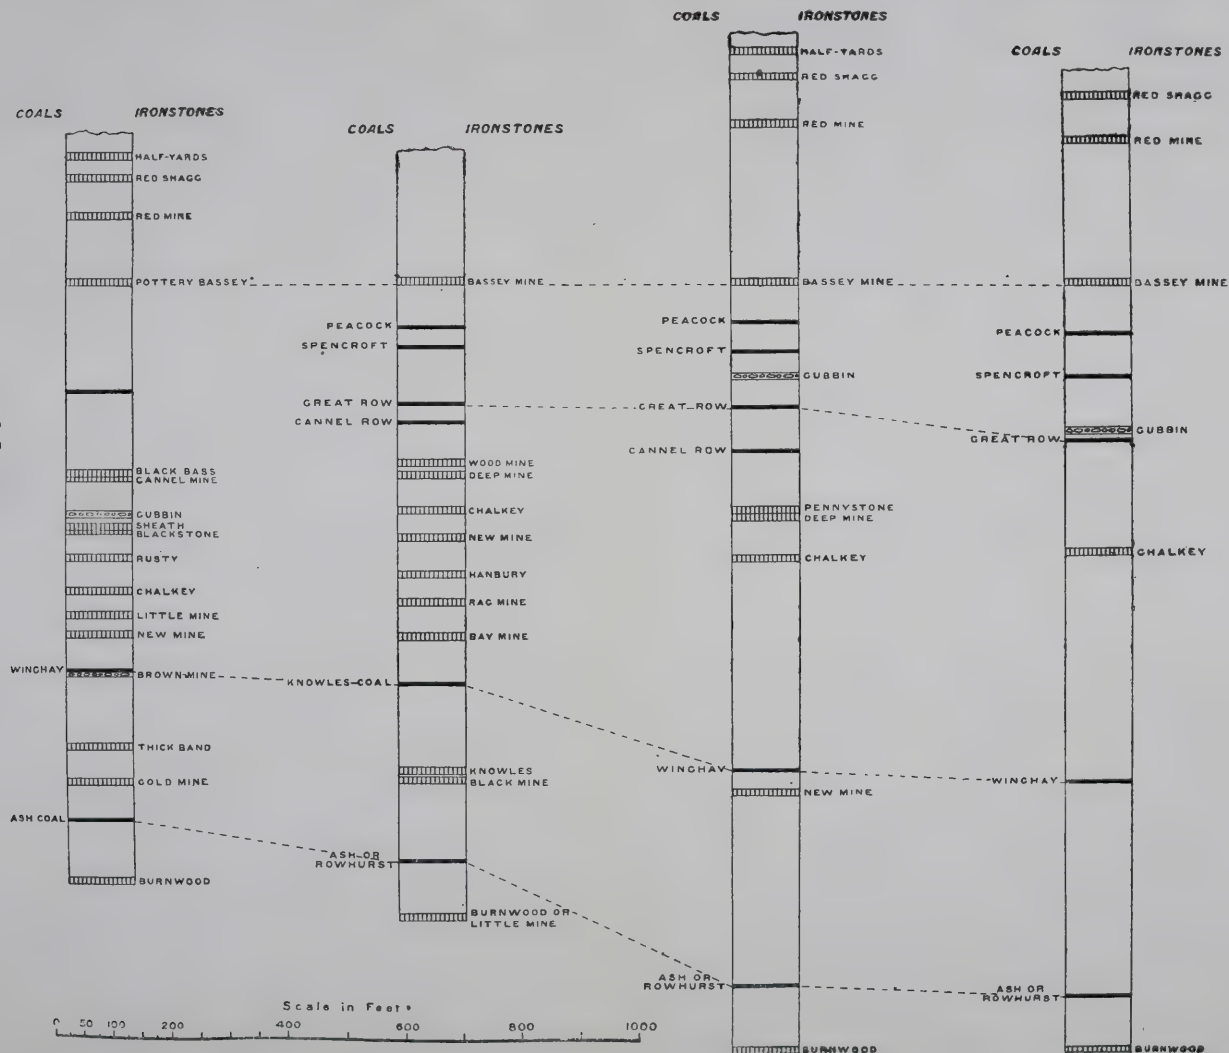 COALS IRONSTONES
HALF-YARDS
RED SHAGG
RED MINE
POTTERY BASSEY
BLACK BASS
CANNEL MINE
GUBBIN
SHEATH
BLACKSTONE
RUSTY
CHALKEY
LITTLE MINE
NEW MINE
WINGHAY
BROWN MINE
THICK BAND
GOLD MINE
ASH COAL
BURNWOOD
COALS IRONSTONES
BASSEY MINE
PEACOCK
SPENCROFT
GREAT ROW
CANNEL ROW
WOOD MINE
DEEP MINE
CHALKEY
NEW MINE
HANBURY
RAG MINE
BAY MINE
KNOWLES COAL
KNOWLES
BLACK MINE
ASH OR
ROWHURST
BURNWOOD OR
LITTLE MINE
COALS IRONSTONES
HALF-YARDS
RED SHAGG
RED MINE
BASSEY MINE
PEACOCK
SPENCROFT
GUBBIN
GREAT ROW
CANNEL ROW
PENNYSTONE
DEEP MINE
CHALKEY
WINGHAY
NEW MINE
ASH OR
ROWHURST
BURNWOOD
COALS IRONSTONES
RED SHAGG
RED MINE
BASSEY MINE
PEACOCK
SPENCROFT
GUBBIN
GREAT ROW
CHALKEY
WINGHAY
ASH OR
ROWHURST
BURNWOOD
Scale in Feet
0 50 100 200 400 600 800 1000